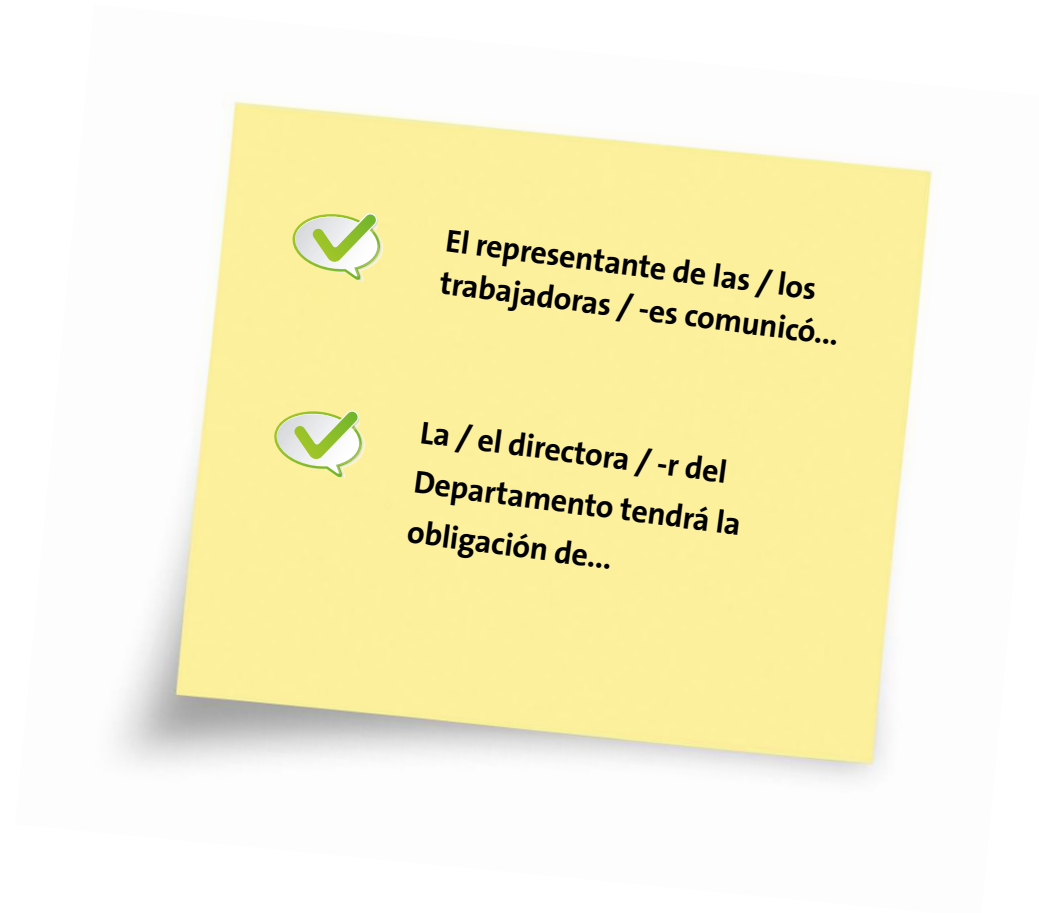 El representante de las / los
trabajadoras / -es comunicó...
La / el directora / -r del
Departamento tendrá la
obligación de...